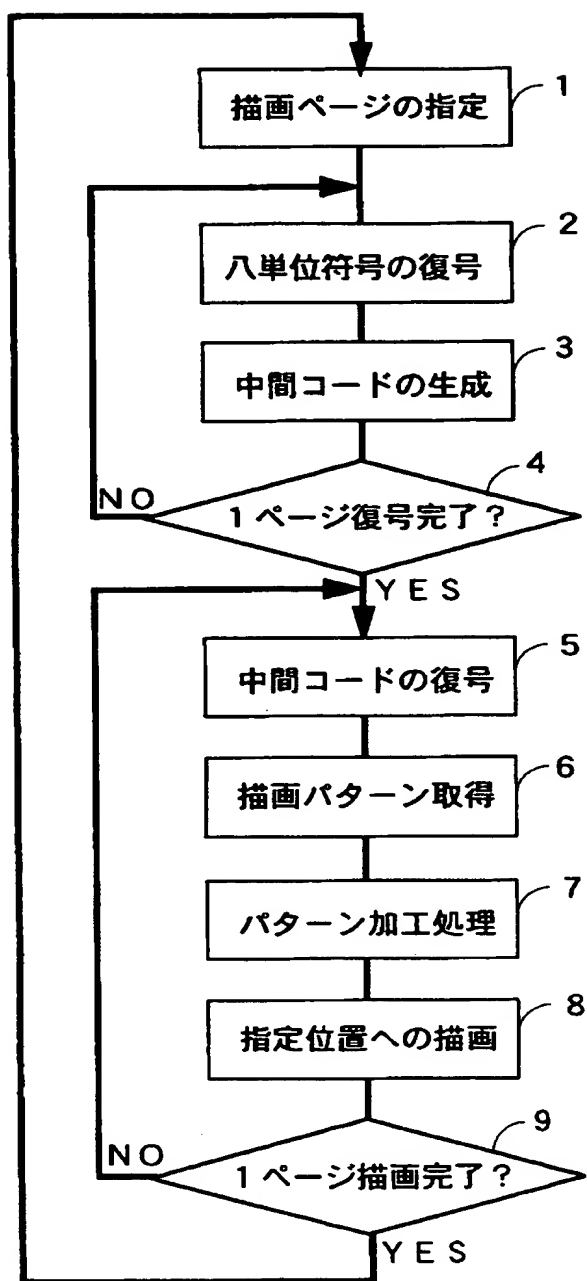 描画ページの指定
1
八単位符号の復号
2
中間コードの生成
3
1ページ復号完了?
4
NO
YES
中間コードの復号
5
描画パターン取得
6
パターン加工処理
7
指定位置への描画
8
1ページ描画完了?
9
NO
YES